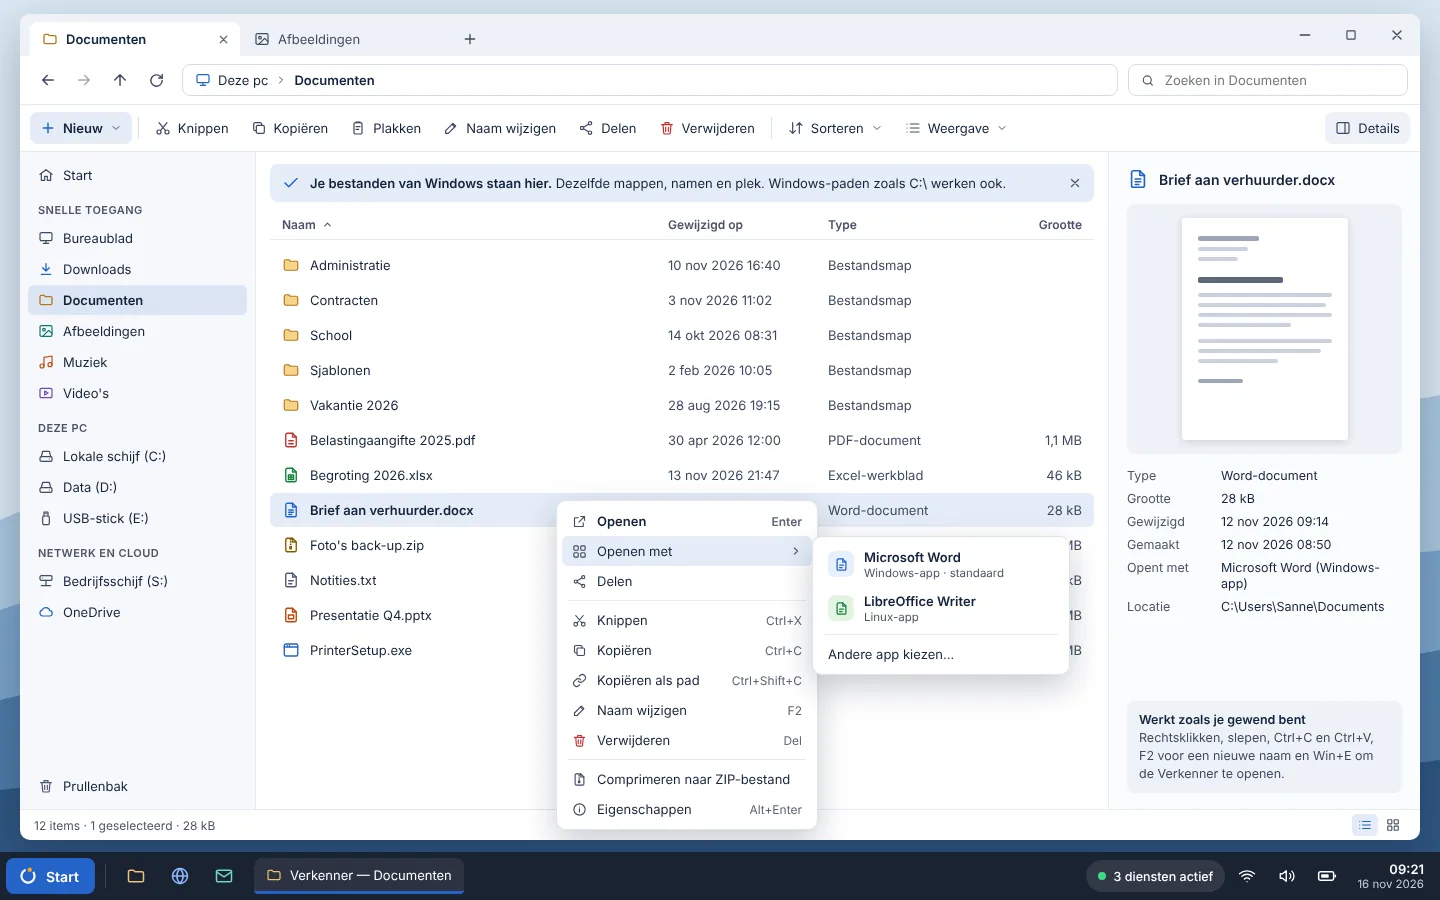 Documenten
Afbeeldingen
Deze pc
Documenten
Zoeken in Documenten
Nieuw
Knippen
Kopiëren
Plakken
Naam wijzigen
Delen
Verwijderen
Sorteren
Weergave
Details
Start
SNELLE TOEGANG
Bureaublad
Downloads
Documenten
Afbeeldingen
Muziek
Video's
DEZE PC
Lokale schijf (C:)
Data (D:)
USB-stick (E:)
NETWERK EN CLOUD
Bedrijfsschijf (S:)
OneDrive
Prullenbak
Je bestanden van Windows staan hier. Dezelfde mappen, namen en plek. Windows-paden zoals C:\ werken ook.
Naam Gewijzigd op Type Grootte
Administratie 10 nov 2026 16:40 Bestandsmap
Contracten 3 nov 2026 11:02 Bestandsmap
School 14 okt 2026 08:31 Bestandsmap
Sjablonen 2 feb 2026 10:05 Bestandsmap
Vakantie 2026 28 aug 2026 19:15 Bestandsmap
Belastingaangifte 2025.pdf 30 apr 2026 12:00 PDF-document 1,1 MB
Begroting 2026.xlsx 13 nov 2026 21:47 Excel-werkblad 46 kB
Brief aan verhuurder.docx Word-document 28 kB
Foto's back-up.zip
Notities.txt
Presentatie Q4.pptx
PrinterSetup.exe
Openen Enter
Openen met
Delen
Knippen Ctrl+X
Kopiëren Ctrl+C
Kopiëren als pad Ctrl+Shift+C
Naam wijzigen F2
Verwijderen Del
Comprimeren naar ZIP-bestand
Eigenschappen Alt+Enter
Microsoft Word
Windows-app · standaard
LibreOffice Writer
Linux-app
Andere app kiezen...
Brief aan verhuurder.docx
Type Word-document
Grootte 28 kB
Gewijzigd 12 nov 2026 09:14
Gemaakt 12 nov 2026 08:50
Opent met Microsoft Word (Windows-
app)
Locatie C:\Users\Sanne\Documents
Werkt zoals je gewend bent
Rechtsklikken, slepen, Ctrl+C en Ctrl+V,
F2 voor een nieuwe naam en Win+E om
de Verkenner te openen.
12 items · 1 geselecteerd · 28 kB
Start
Verkenner — Documenten
3 diensten actief
09:21
16 nov 2026